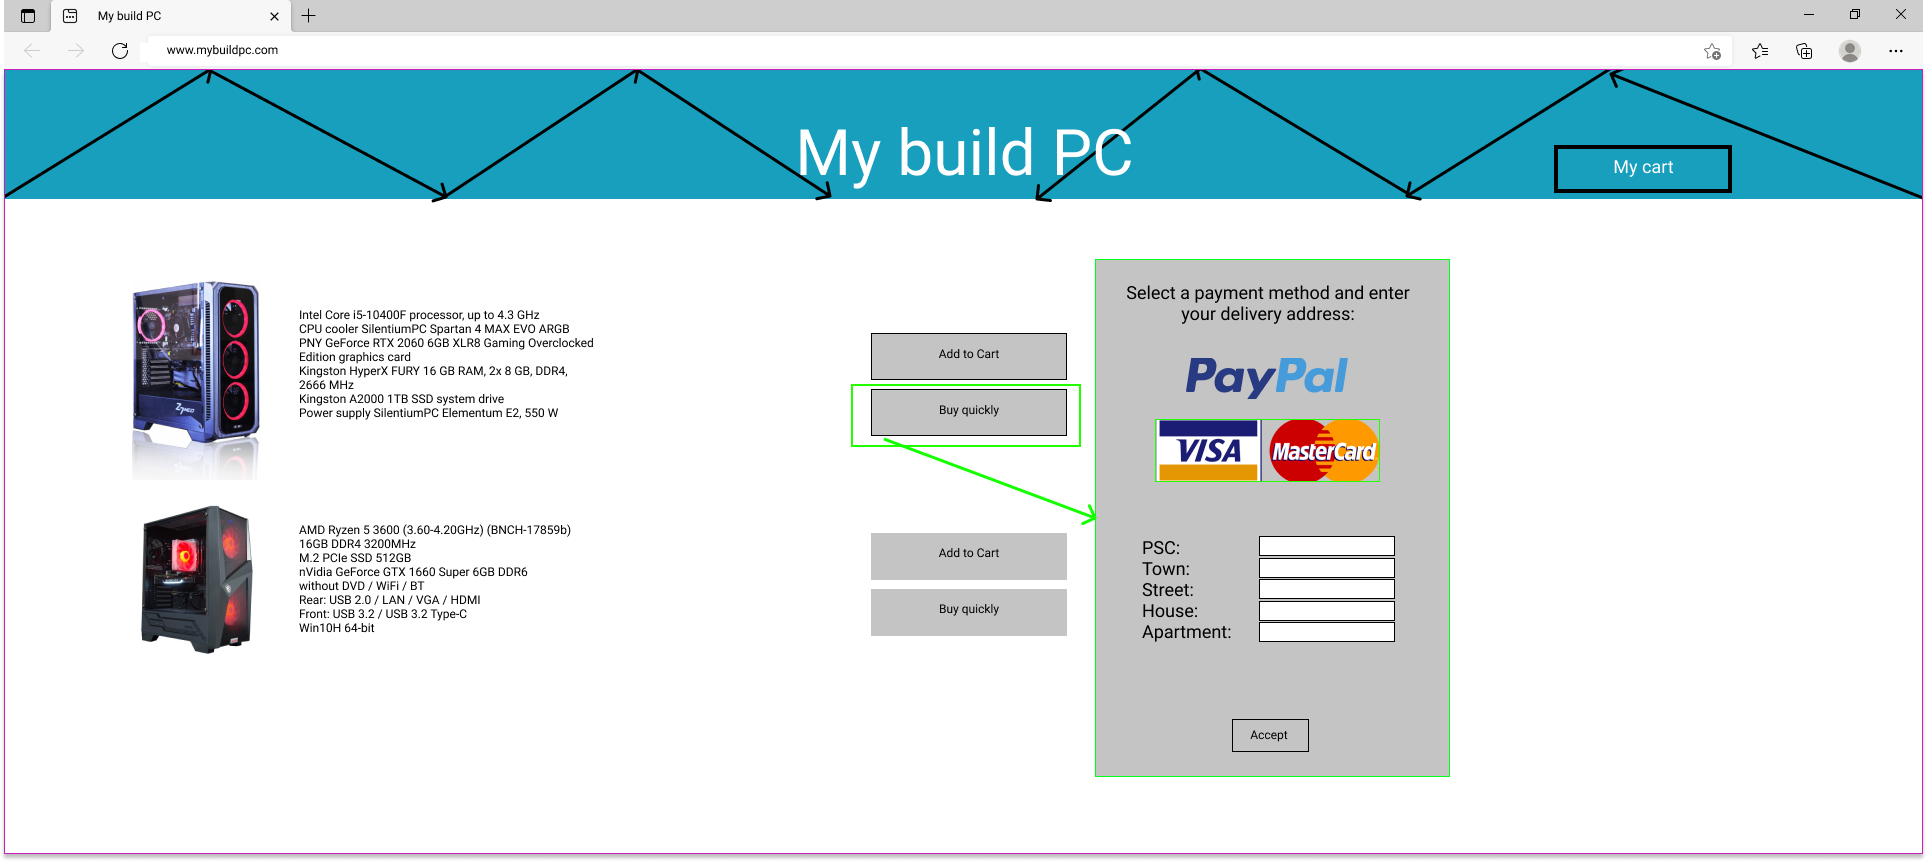 My build PC
www.mybuildpc.com
My build PC
My cart
Intel Core i5-10400F processor, up to 4.3 GHz
CPU cooler SilentiumPC Spartan 4 MAX EVO ARGB
PNY GeForce RTX 2060 6GB XLR8 Gaming Overclocked
Edition graphics card
Kingston HyperX FURY 16 GB RAM, 2x 8 GB, DDR4,
2666 MHz
Kingston A2000 1TB SSD system drive
Power supply SilentiumPC Elementum E2, 550 W
Add to Cart
Buy quickly
AMD Ryzen 5 3600 (3.60-4.20GHz) (BNCH-17859b)
16GB DDR4 3200MHz
M.2 PCIe SSD 512GB
nVidia GeForce GTX 1660 Super 6GB DDR6
without DVD / WiFi / BT
Rear: USB 2.0 / LAN / VGA / HDMI
Front: USB 3.2 / USB 3.2 Type-C
Win10H 64-bit
Add to Cart
Buy quickly
Select a payment method and enter
your delivery address:
PayPal
VISA MasterCard
PSC:
Town:
Street:
House:
Apartment:
Accept